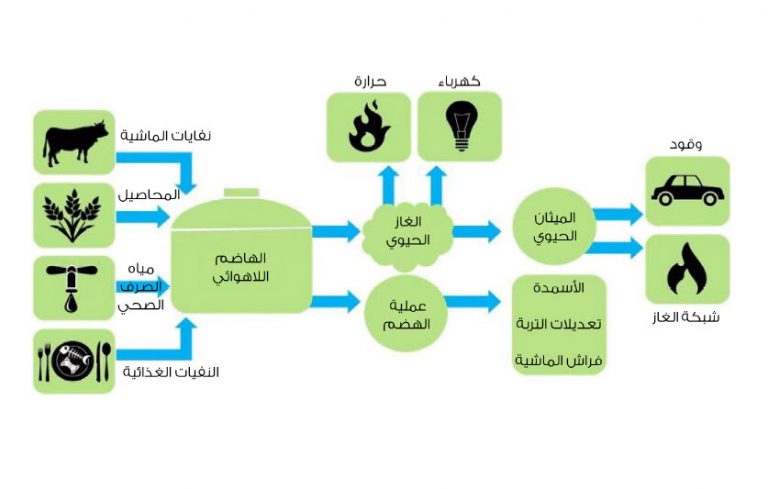 حرارة
كهرباء
نفايات الماشية
وقود
المحاصيل
الغاز
الحيوي
الميثان
الحيوي
الهاضم
اللاهوائي
مياه
الصرف
الصحي
عملية
الهضم
الأسمدة
تعديلات التربة
فراش الماشية
شبكة الغاز
النفيات الغذائية